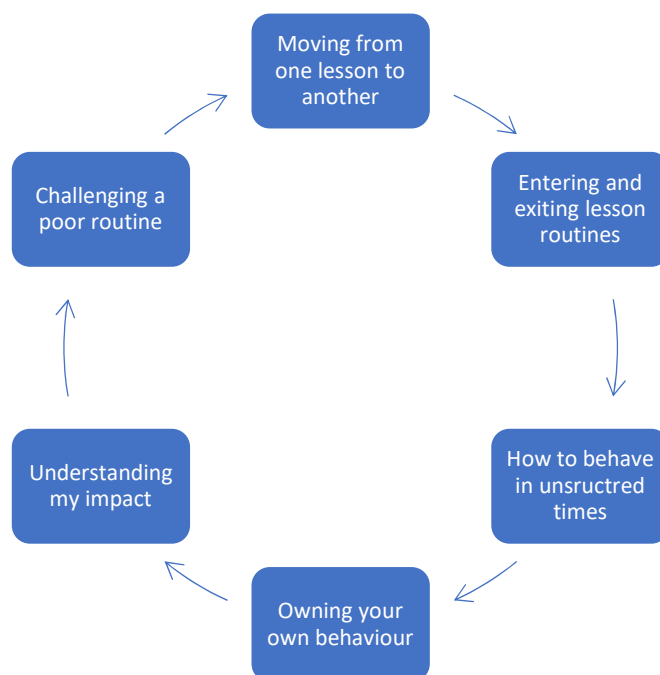 Moving from
one lesson to
another
Entering and
exiting lesson
routines
How to behave
in unsructred
times
Owning your
own behaviour
Understanding
my impact
Challenging a
poor routine